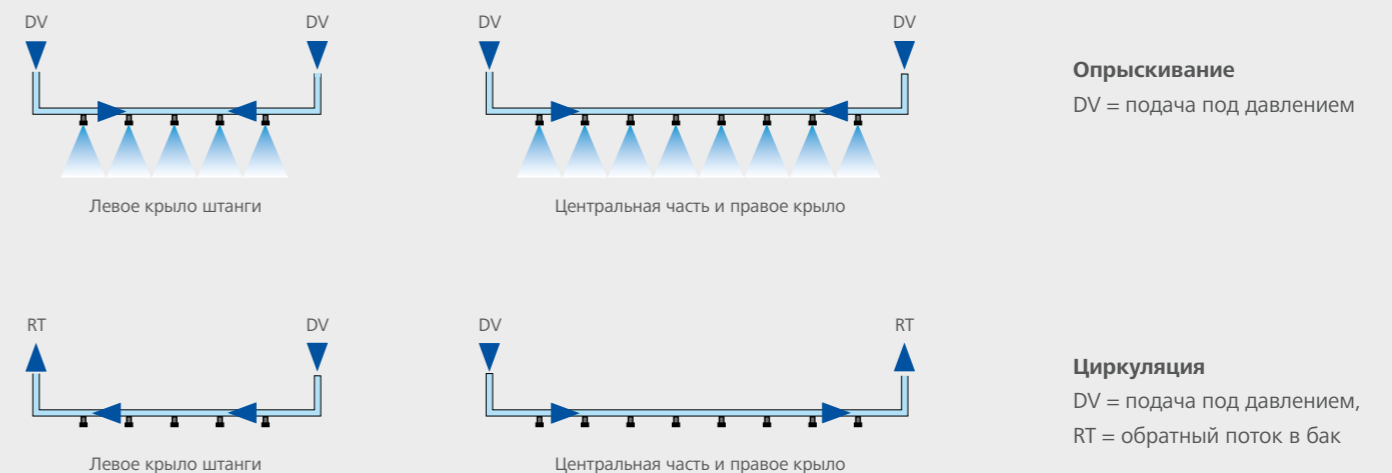 DV DV DV DV
Опрыскивание
DV = подача под давлением
Левое крыло штанги
Центральная часть и правое крыло
RT DV DV RT
Циркуляция
DV = подача под давлением,
RT = обратный поток в бак
Левое крыло штанги
Центральная часть и правое крыло